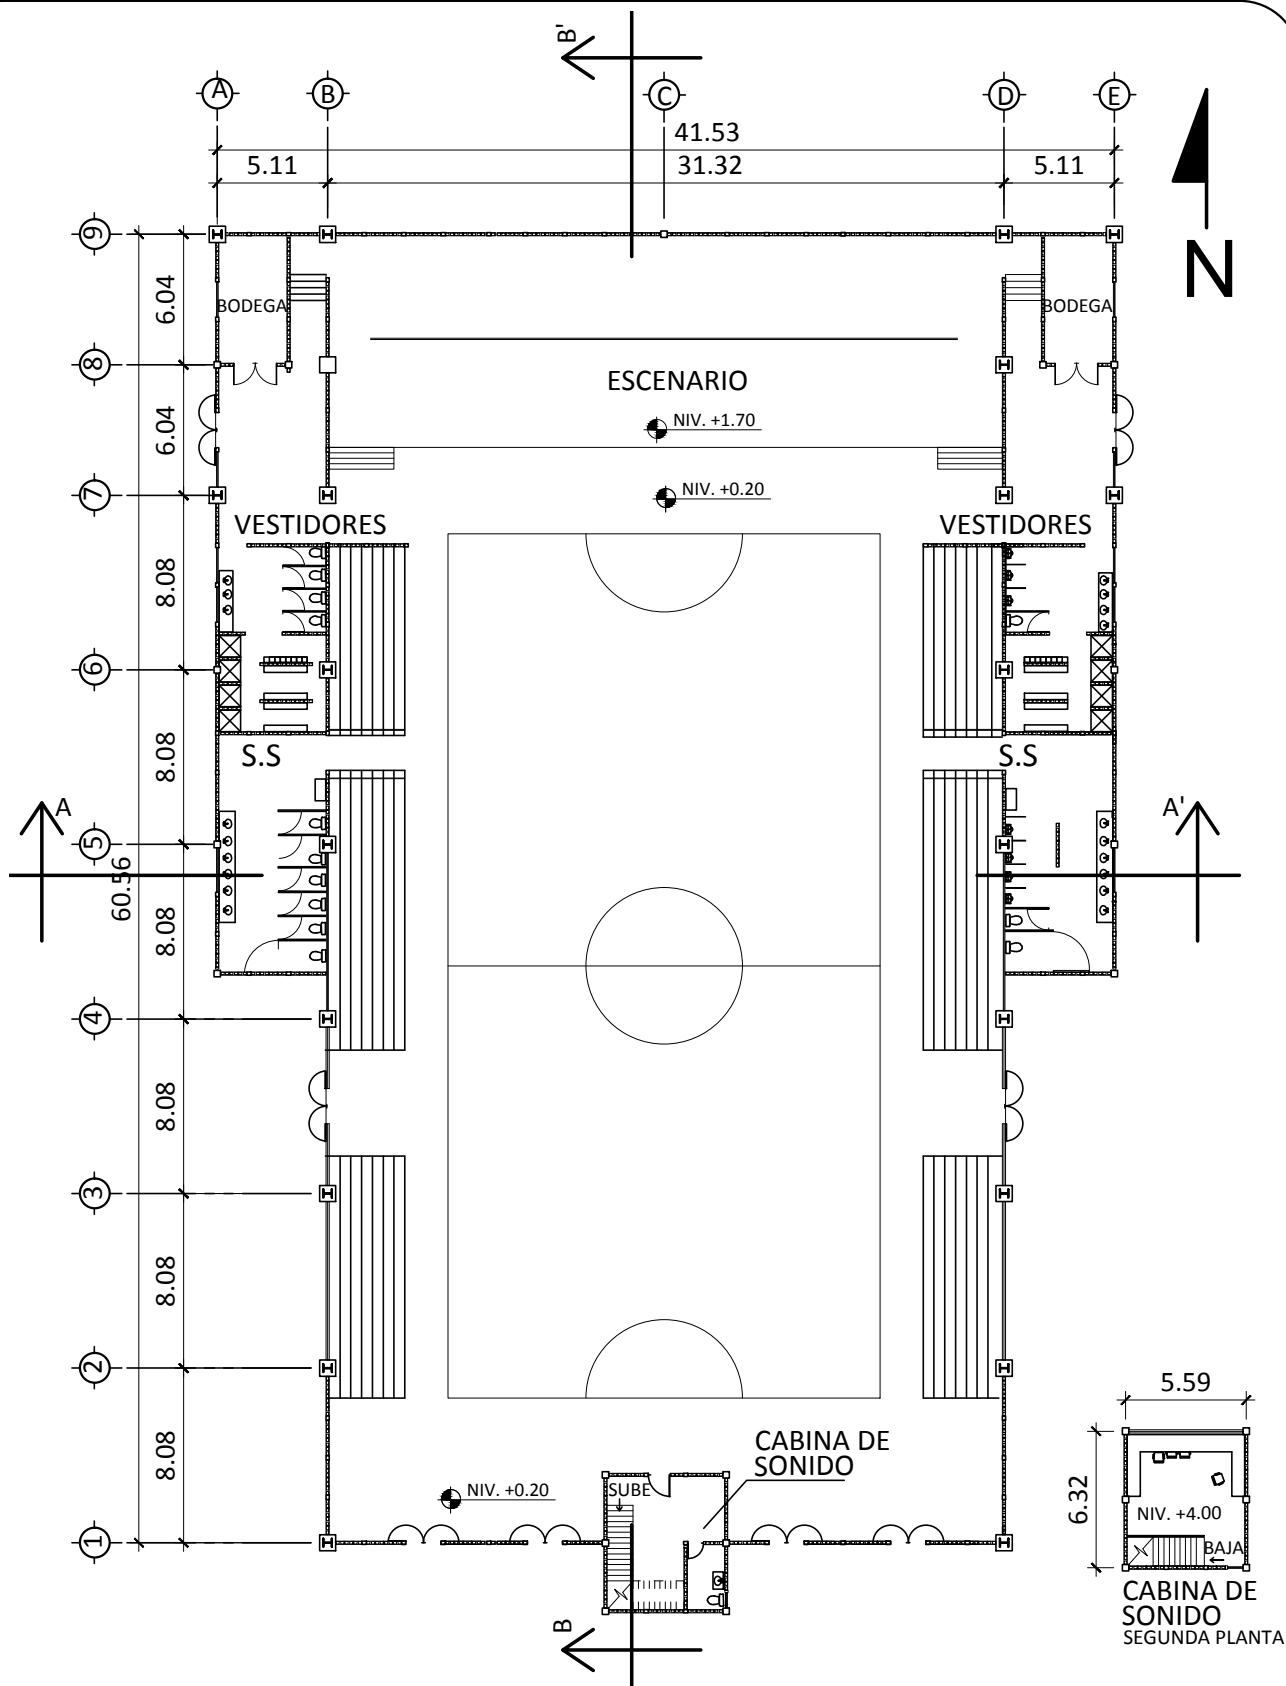 B'
A
B
C
D
E
41.53
5.11
31.32
5.11
N
9
6.04
BODEGA
BODEGA
8
ESCENARIO
6.04
NIV. +1.70
7
NIV. +0.20
VESTIDORES
VESTIDORES
8.08
6
S.S
S.S
8.08
A
A'
5
60.56
8.08
4
8.08
3
8.08
2
5.59
8.08
CABINA DE
SONIDO
NIV. +0.20
SUBE
6.32
NIV. +4.00
1
BAJA
CABINA DE
SONIDO
SEGUNDA PLANTA
B